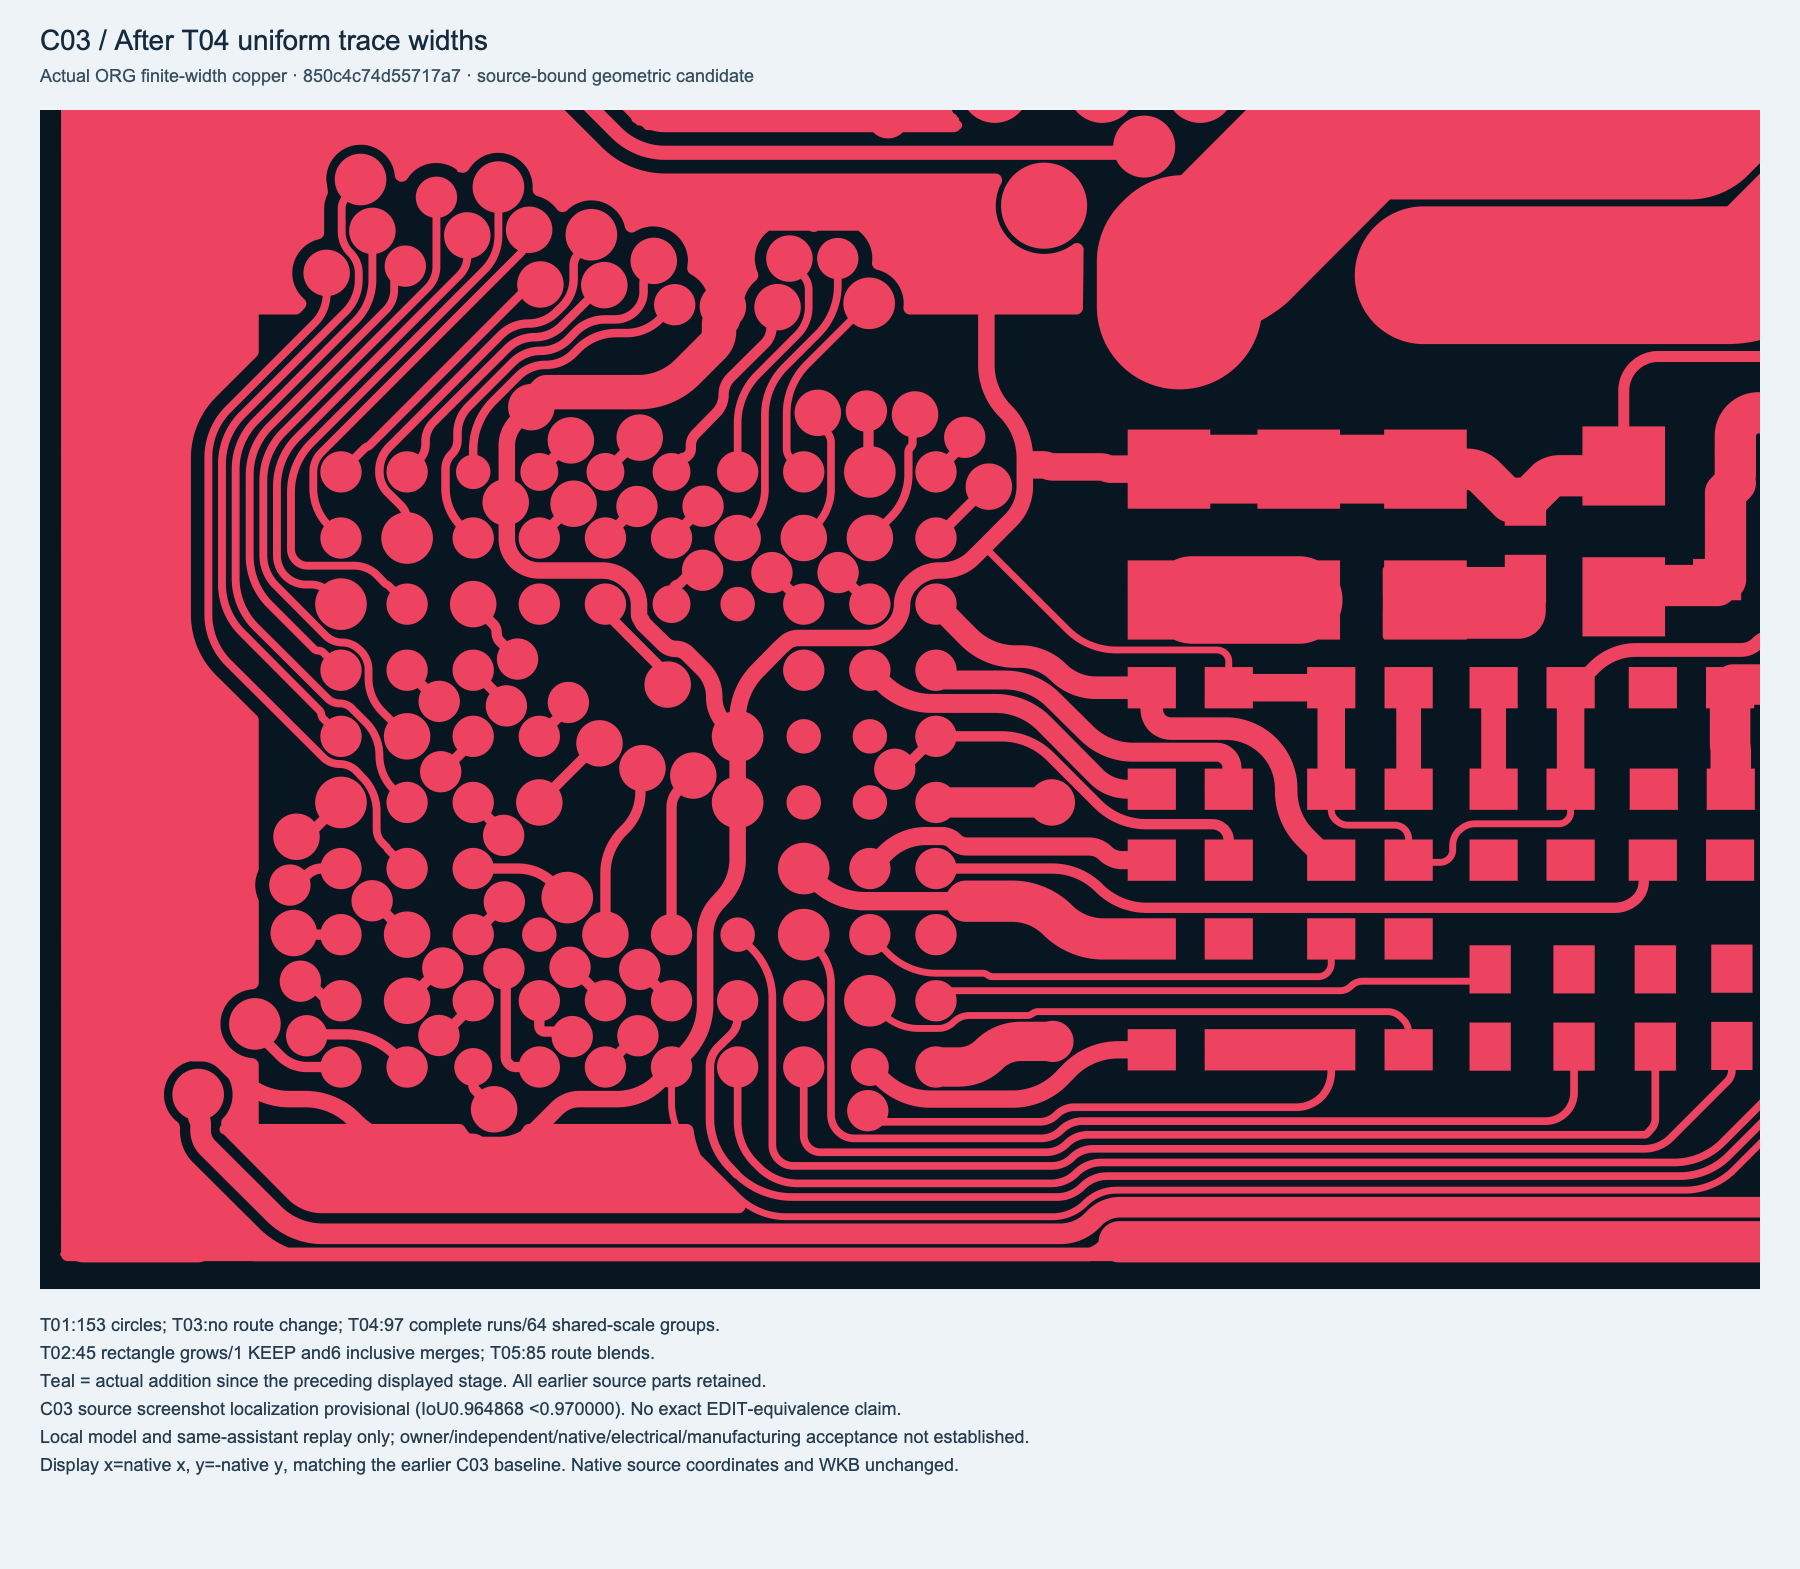 C03 / After T04 uniform trace widths
Actual ORG finite-width copper · 850c4c74d55717a7 · source-bound geometric candidate
T01:153 circles; T03:no route change; T04:97 complete runs/64 shared-scale groups.
T02:45 rectangle grows/1 KEEP and6 inclusive merges; T05:85 route blends.
Teal = actual addition since the preceding displayed stage. All earlier source parts retained.
C03 source screenshot localization provisional (IoU0.964868 <0.970000). No exact EDIT-equivalence claim.
Local model and same-assistant replay only; owner/independent/native/electrical/manufacturing acceptance not established.
Display x=native x, y=-native y, matching the earlier C03 baseline. Native source coordinates and WKB unchanged.